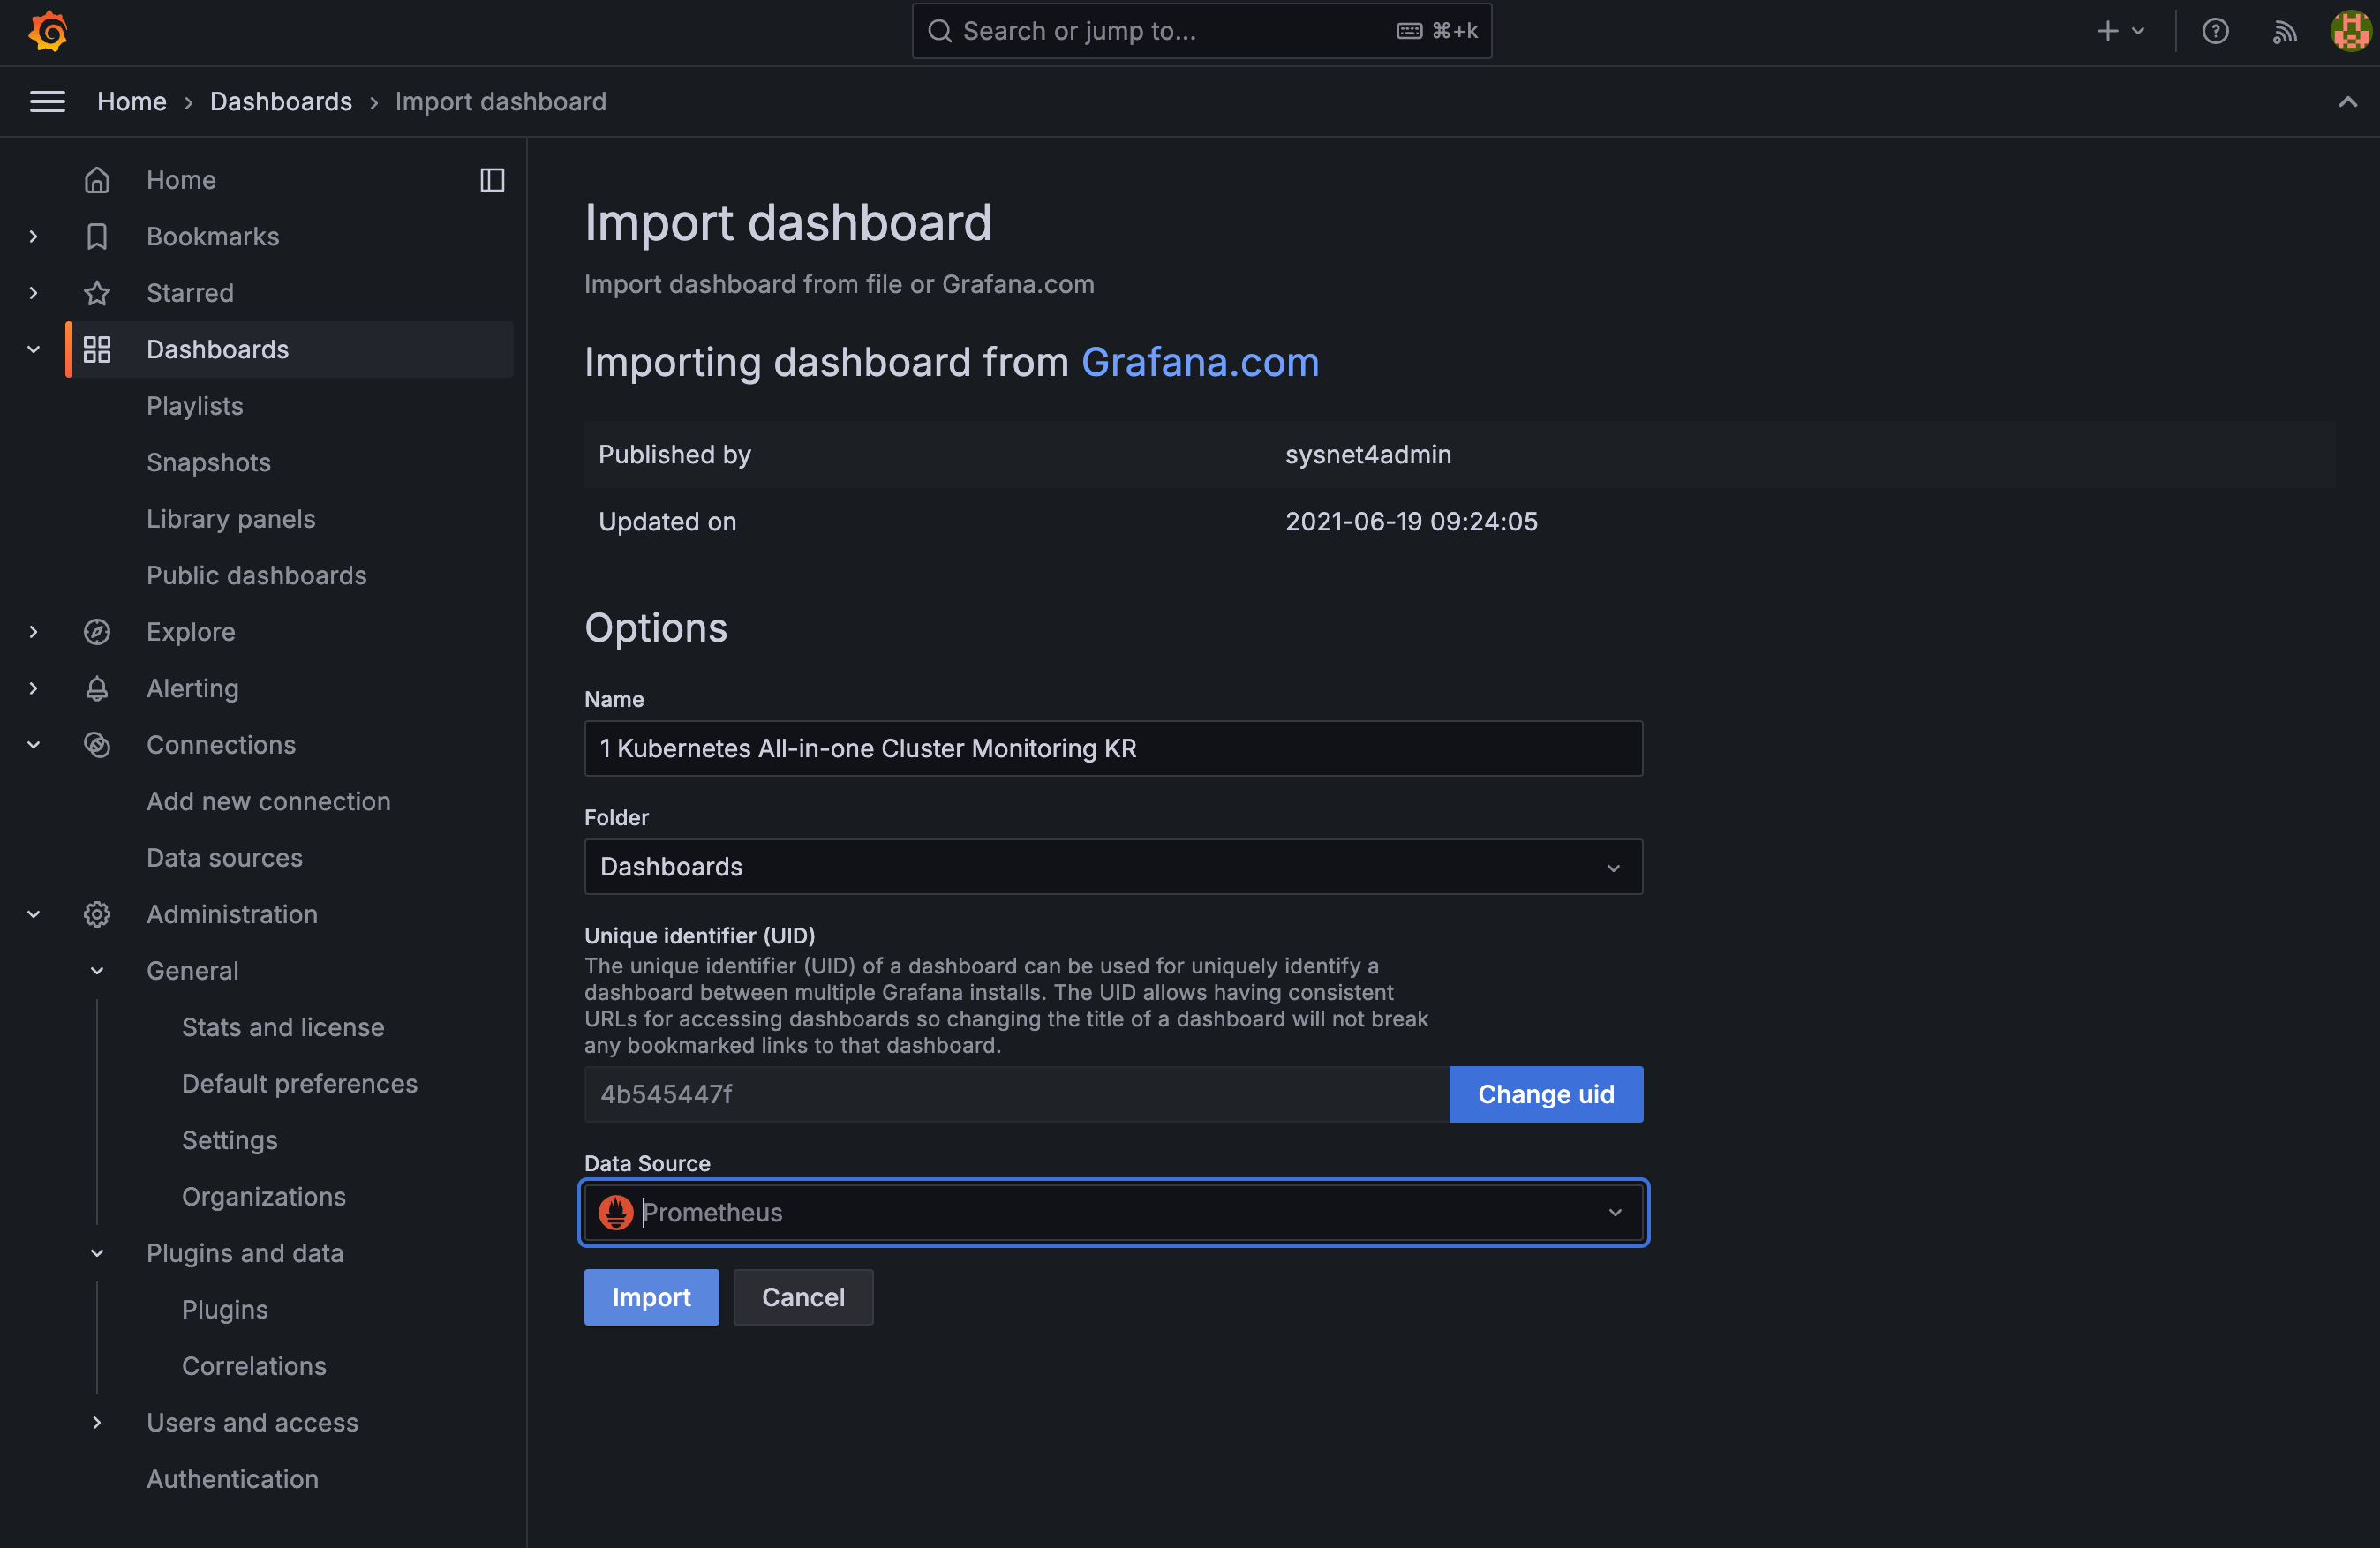 Search or jump to...
⌘+k
Home
Dashboards
Import dashboard
Home
Bookmarks
Starred
Dashboards
Playlists
Snapshots
Library panels
Public dashboards
Explore
Alerting
Connections
Add new connection
Data sources
Administration
General
Stats and license
Default preferences
Settings
Organizations
Plugins and data
Plugins
Correlations
Users and access
Authentication
Import dashboard
Import dashboard from file or Grafana.com
Importing dashboard from Grafana.com
Published by sysnet4admin
Updated on 2021-06-19 09:24:05
Options
Name
1 Kubernetes All-in-one Cluster Monitoring KR
Folder
Dashboards
Unique identifier (UID)
The unique identifier (UID) of a dashboard can be used for uniquely identify a
dashboard between multiple Grafana installs. The UID allows having consistent
URLs for accessing dashboards so changing the title of a dashboard will not break
any bookmarked links to that dashboard.
4b545447f
Change uid
Data Source
Prometheus
Import
Cancel